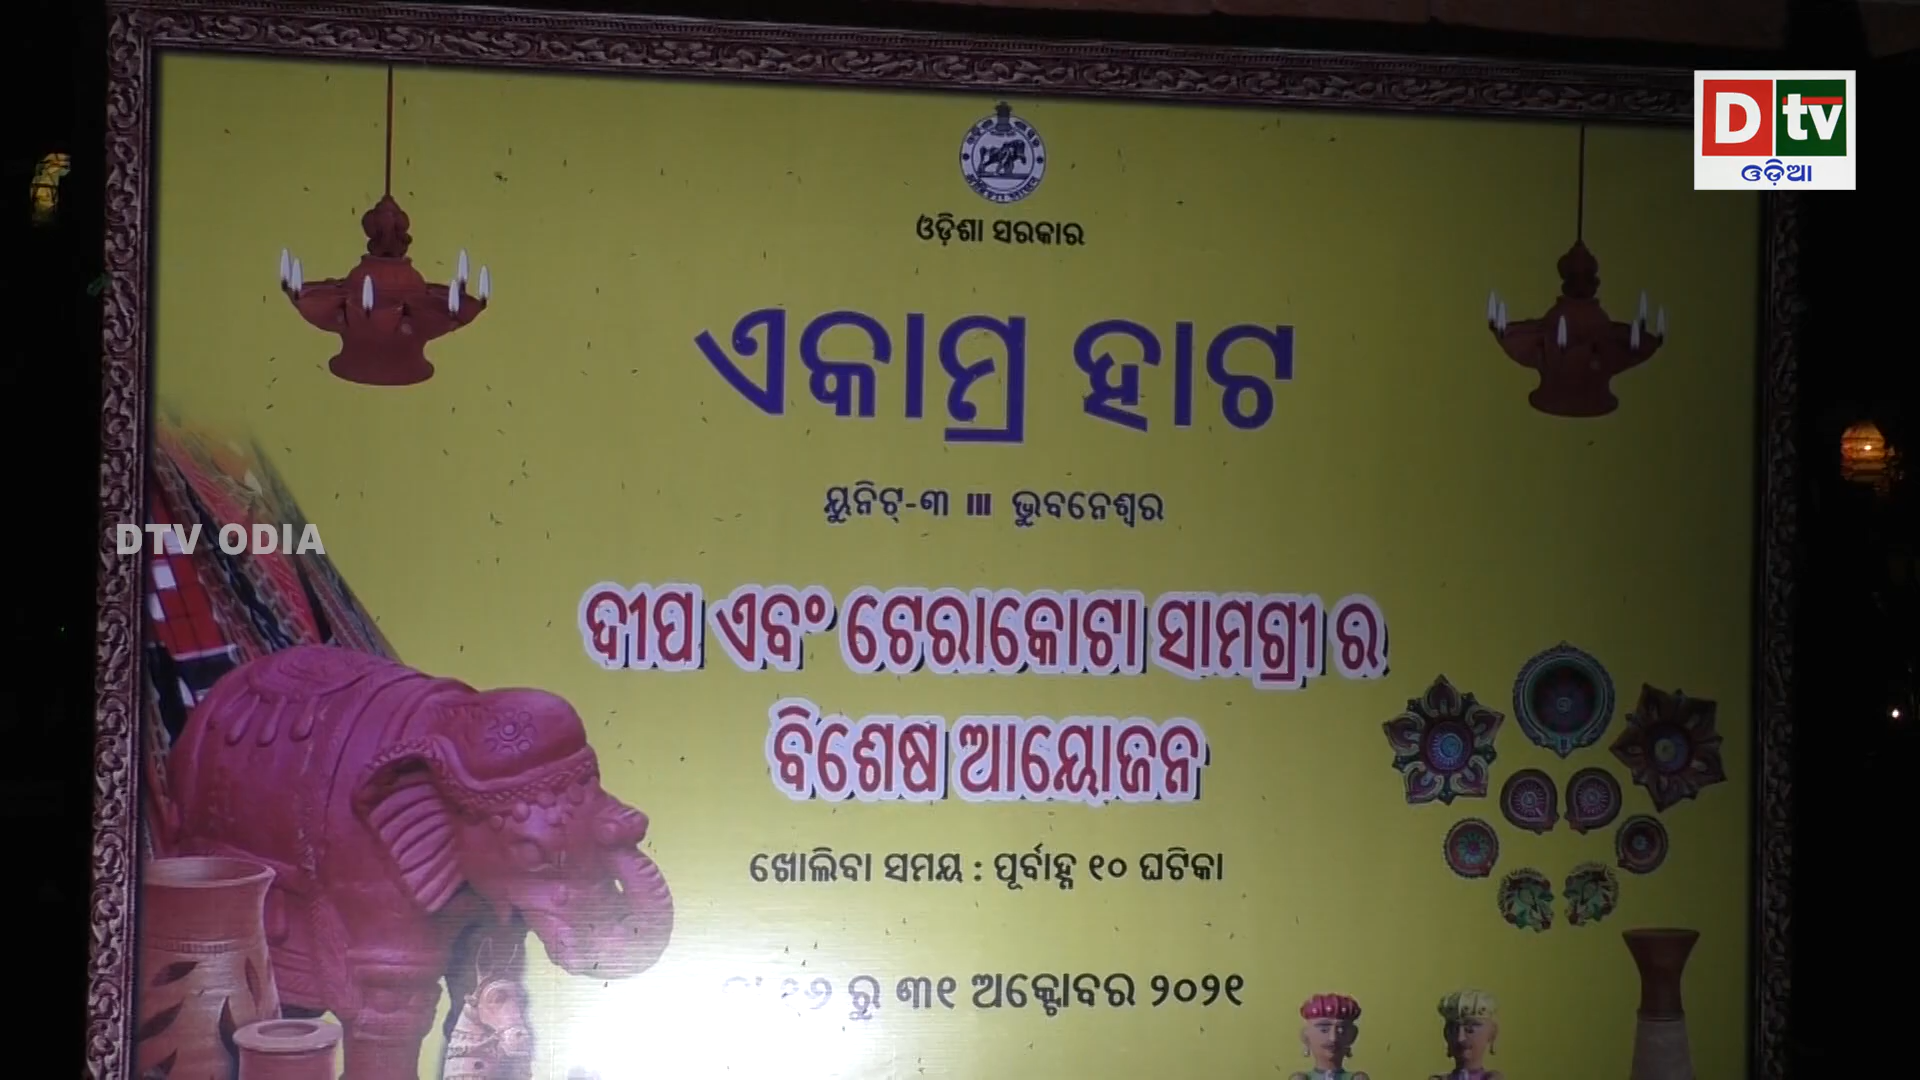 D tv
ଓଡ଼ିଆ
ଓଡ଼ିଶା ସରକାର
ଏକାମ୍ର ହାଟ
ୟୁନିଟ୍-୩ ॥। ଭୁବନେଶ୍ୱର
DTV ODIA
ଦୀପ ଏବଂ ଟେରାକୋଟା ସାମଗ୍ରୀ ର
ବିଶେଷ ଆୟୋଜନ
ଖୋଲିବା ସମୟ : ପୂର୍ବାହ୍ନ ୧୦ ଘଟିକା
ରୁ ୩୧ ଅକ୍ଟୋବର ୨୦୨୧